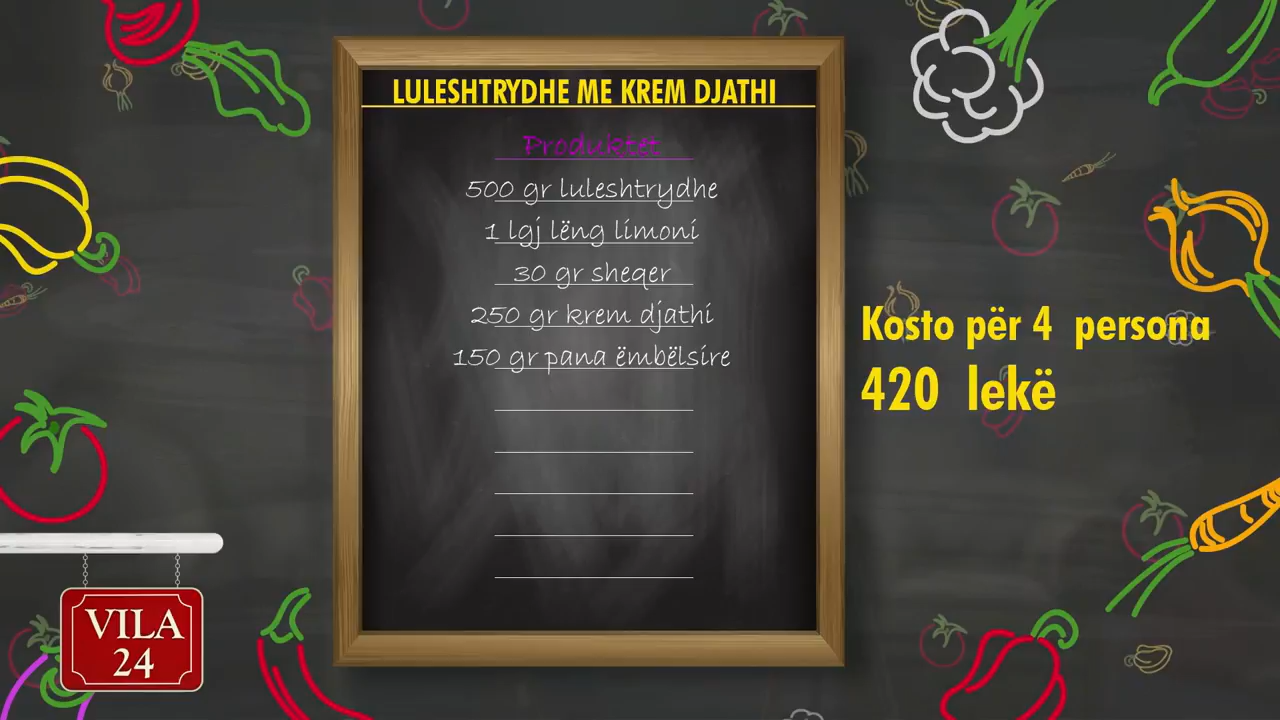 LULESHTRYDHE ME KREM DJATHI
Produktet
500 gr luleshtrydhe
1 lgj lëng limoni
30 gr sheqer
250 gr krem djathi
150 gr pana ëmbëlsire
Kosto për 4 persona
420 lekë
VILA
24